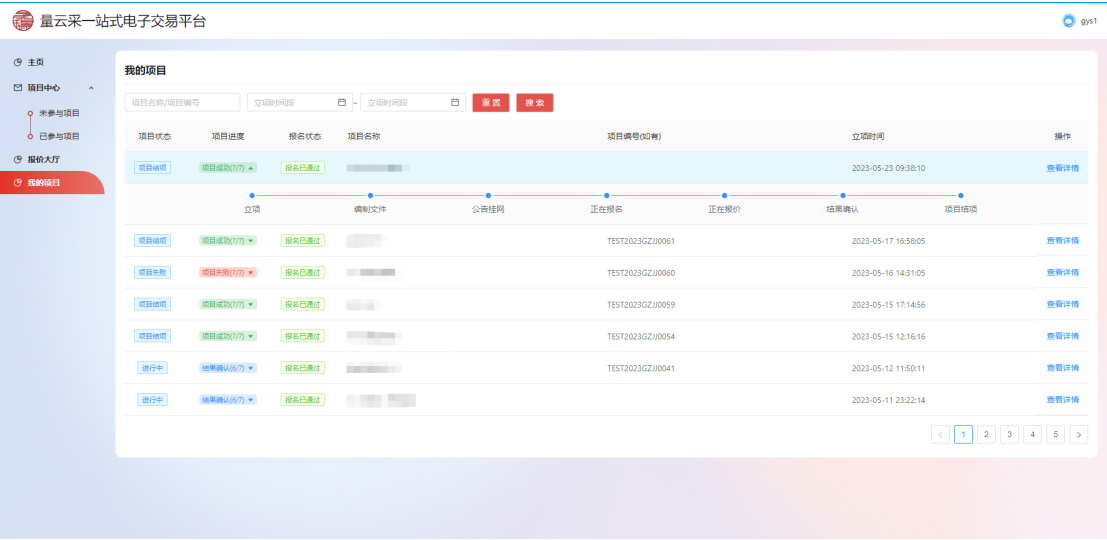 量云采一站式电子交易平台
gys1
主页
项目中心
未参与项目
已参与项目
报价大厅
我的项目
我的项目
项目名称/项目编号 立项时间段 - 立项时间段 重置 搜索
项目状态 项目进度 报名状态 项目名称 项目编号(如有) 立项时间 操作
项目结项 项目成功(7/7) 报名已通过 2023-05-23 09:38:10 查看详情
立项 编制文件 公告挂网 正在报名 正在报价 结果确认 项目结项
项目结项 项目成功(7/7) 报名已通过 TEST2023GZJJ0061 2023-05-17 16:58:05 查看详情
项目失败 项目失败(7/7) 报名已通过 TEST2023GZJJ0060 2023-05-16 14:31:05 查看详情
项目结项 项目成功(7/7) 报名已通过 TEST2023GZJJ0059 2023-05-15 17:14:56 查看详情
项目结项 项目成功(7/7) 报名已通过 TEST2023GZJJ0054 2023-05-15 12:16:16 查看详情
进行中 结果确认(6/7) 报名已通过 TEST2023GZJJ0041 2023-05-12 11:50:11 查看详情
进行中 结果确认(6/7) 报名已通过 2023-05-11 23:22:14 查看详情
< 1 2 3 4 5 >